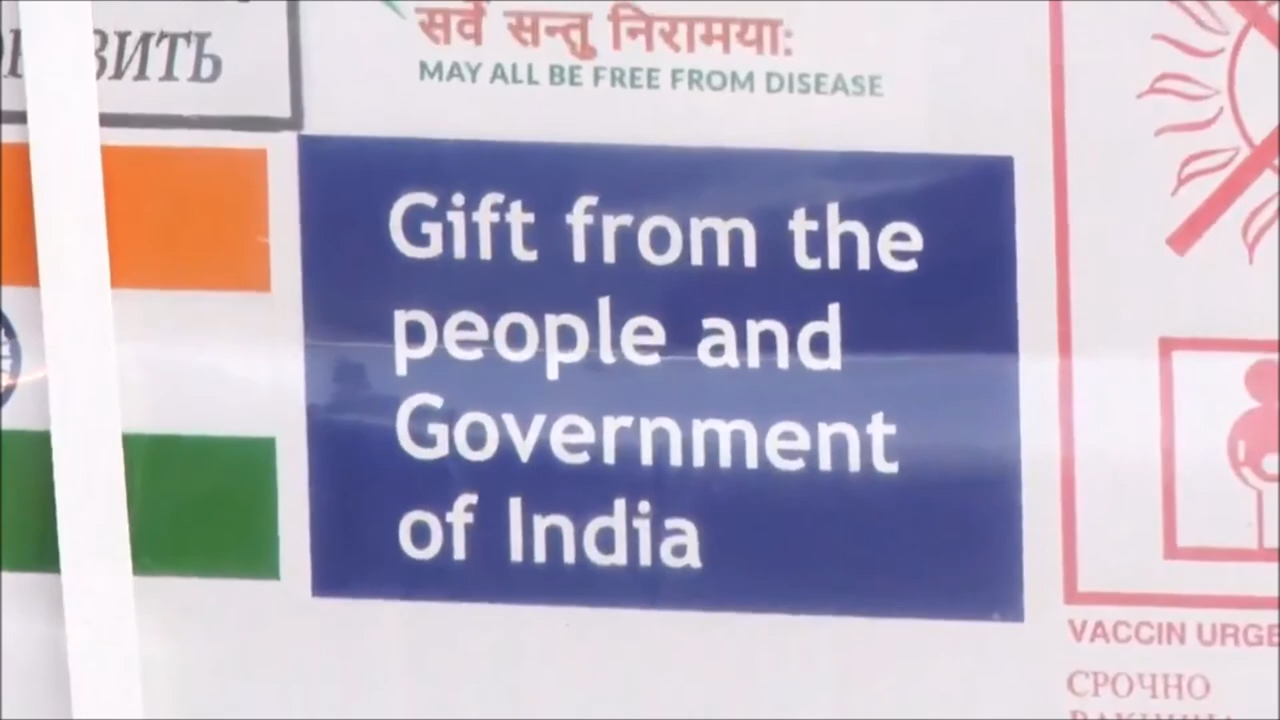 ВИТЬ
सर्वे सन्तु निरामया:
MAY ALL BE FREE FROM DISEASE
Gift from the
people and
Government
of India
VACCIN URGE
СРОЧНО